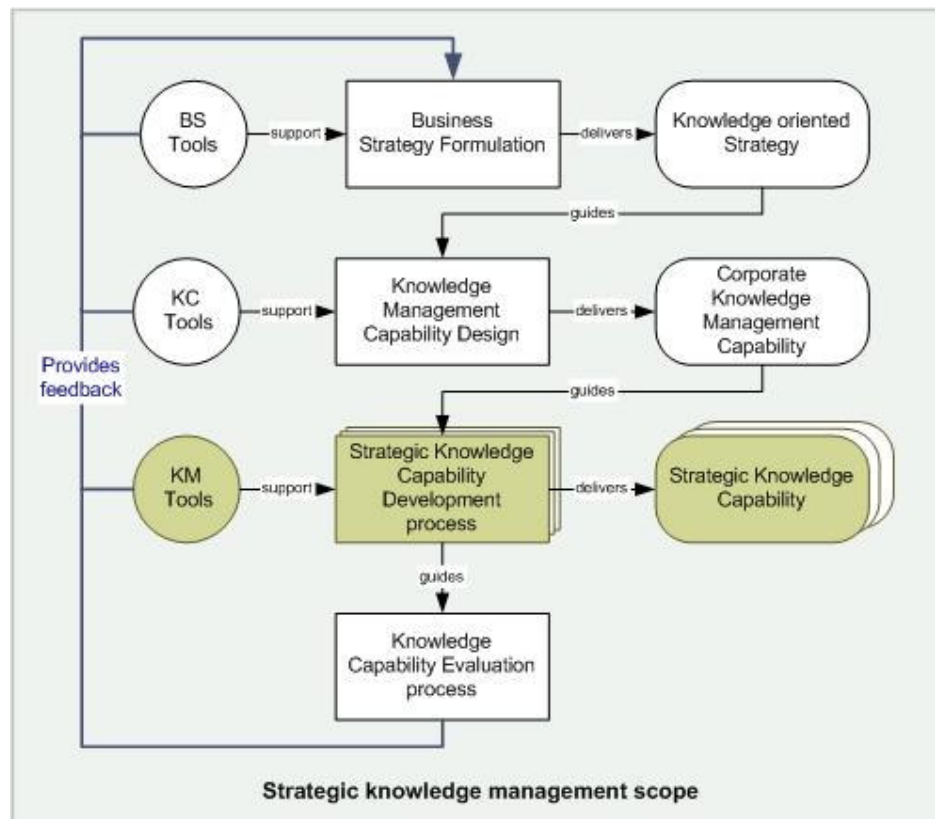 BS
Tools
support
Business
Strategy Formulation
delivers
Knowledge oriented
Strategy
guides
KC
Tools
support
Knowledge
Management
Capability Design
delivers
Corporate
Knowledge
Management
Capability
Provides
feedback
guides
KM
Tools
support
Strategic Knowledge
Capability
Development
process
delivers
Strategic Knowledge
Capability
guides
Knowledge
Capability Evaluation
process
Strategic knowledge management scope